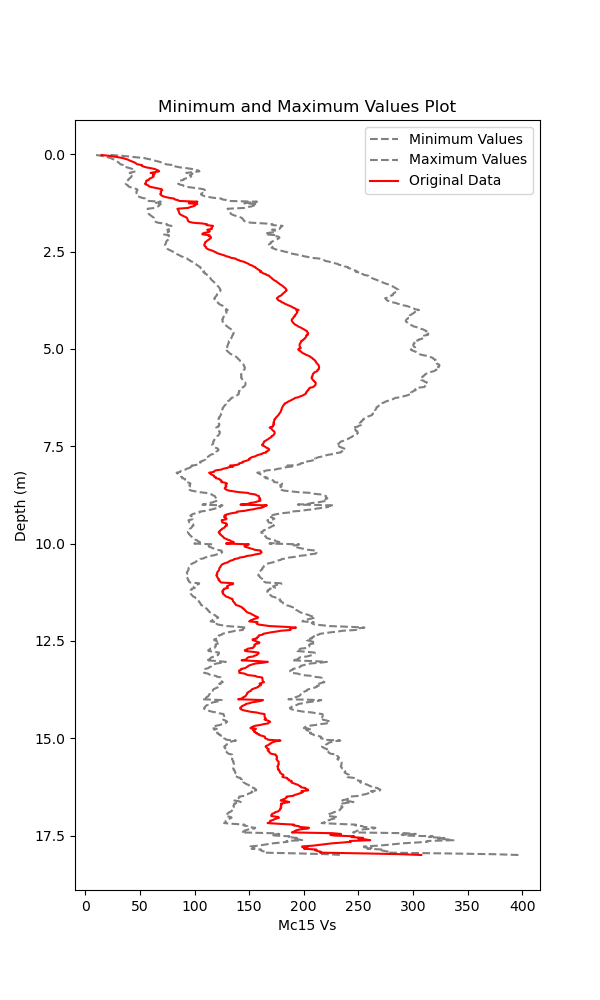 Minimum and Maximum Values Plot
Minimum Values
Maximum Values
Original Data
0.0
2.5
5.0
7.5
10.0
12.5
15.0
17.5
Depth (m)
0 50 100 150 200 250 300 350 400
Mc15 Vs